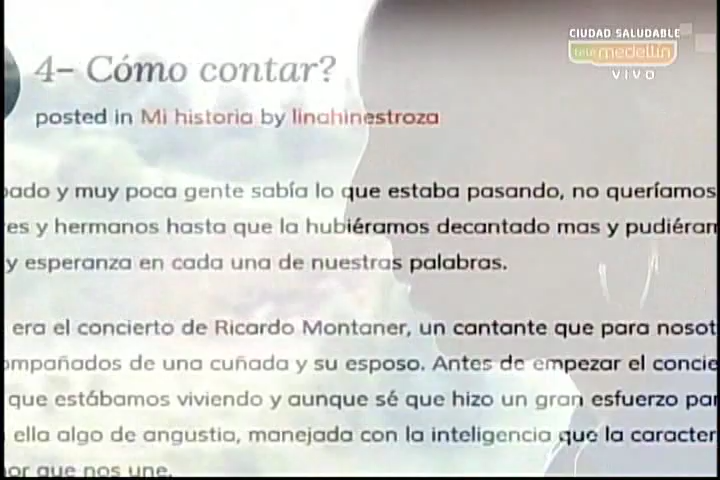 CIUDAD SALUDABLE
tele medellín
VIVO
4- Cómo contar?
posted in Mi historia by linahinestroza
ado y muy poca gente sabía lo que estaba pasando, no queríamos
es y hermanos hasta que la hubiéramos decantado mas y pudiéram
y esperanza en cada una de nuestras palabras.
era el concierto de Ricardo Montaner, un cantante que para nosot
ompañados de una cuñada y su esposo. Antes de empezar el concie
que estábamos viviendo y aunque sé que hizo un gran esfuerzo par
ella algo de angustia, manejada con la inteligencia que la caracter
or que nos une.